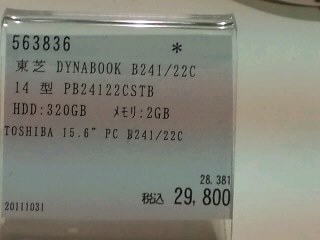 563836 *
東芝 DYNABOOK B241/22C
14 型 PB24122CSTB
HDD:320GB メモリ:2GB
TOSHIBA 15.6" PC B241/22C
28.381
税込 29,800
20111031